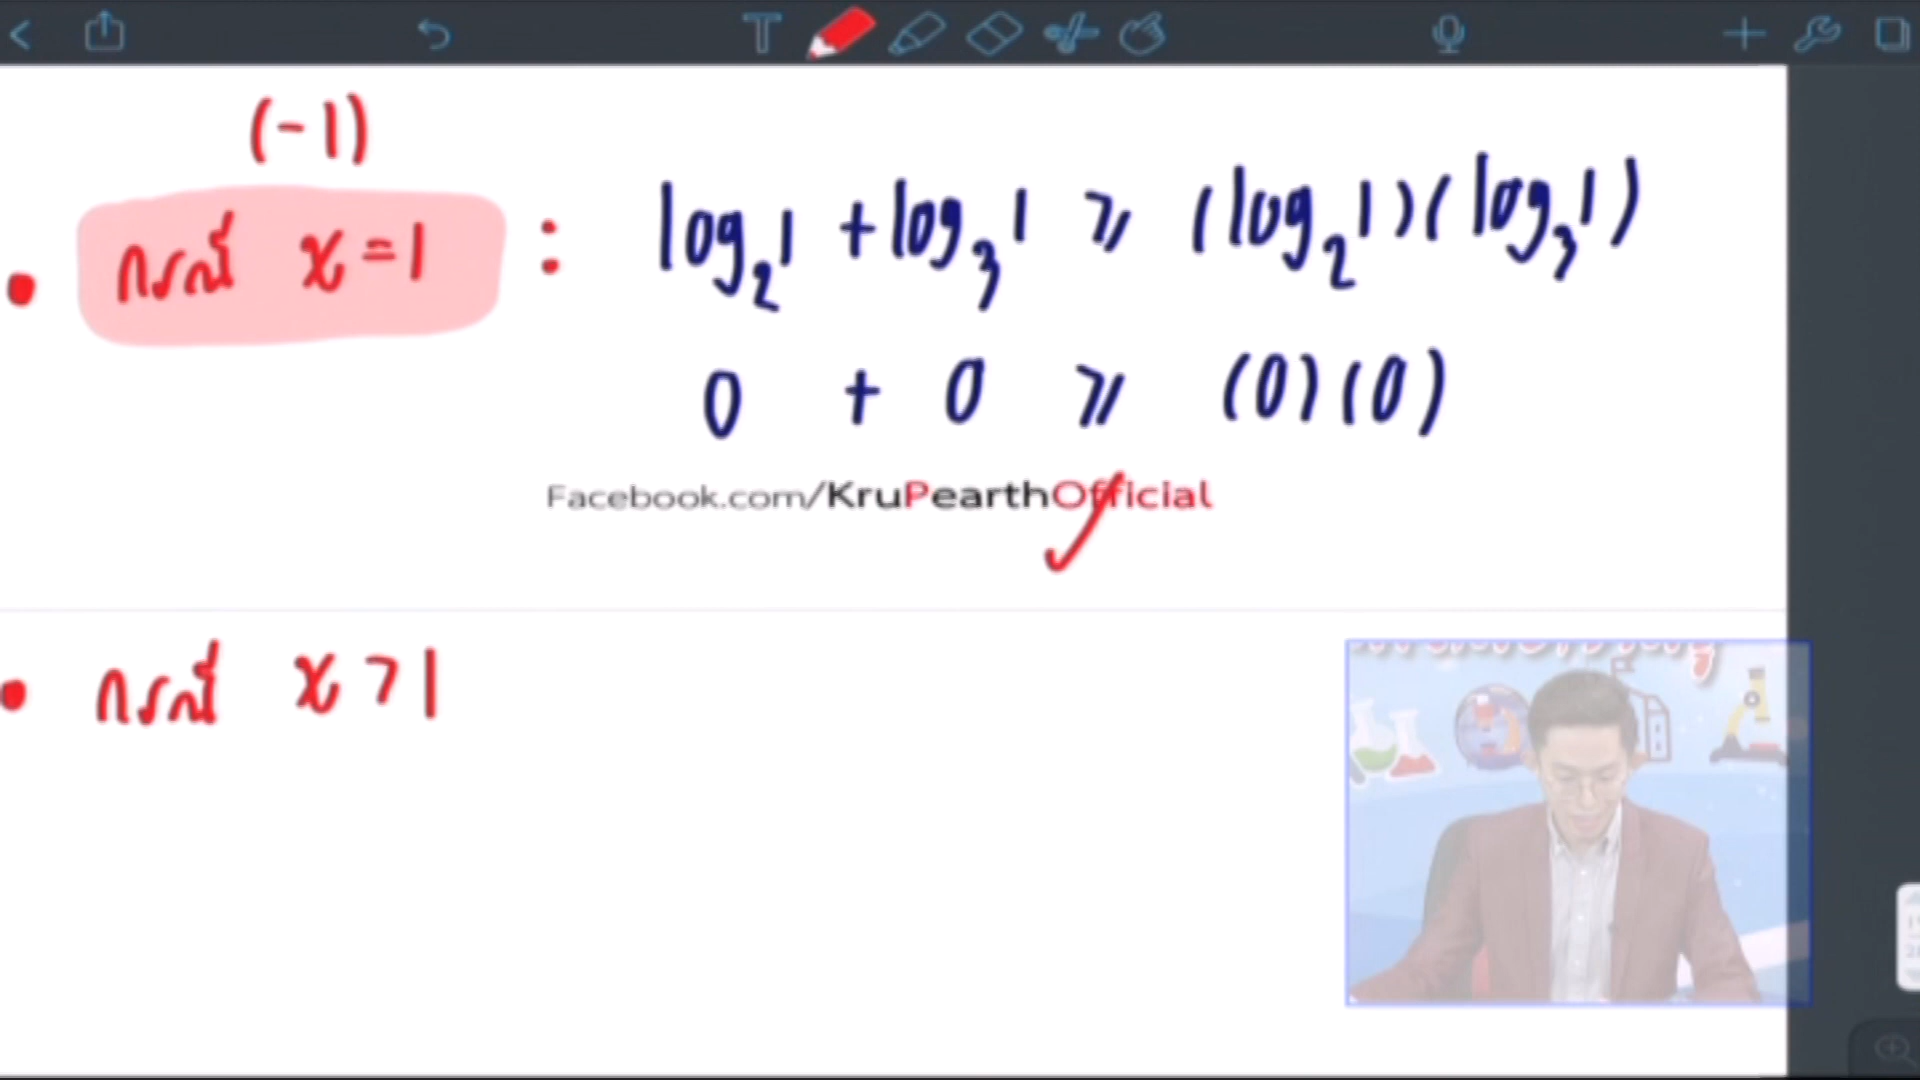 (-1)
กรณี x=1 : log₂1 + log₃1 ⩾ (log₂1)(log₃1)
0 + 0 ⩾ (0)(0)
Facebook.com/KruPearthOfficial
• กรณี x>1